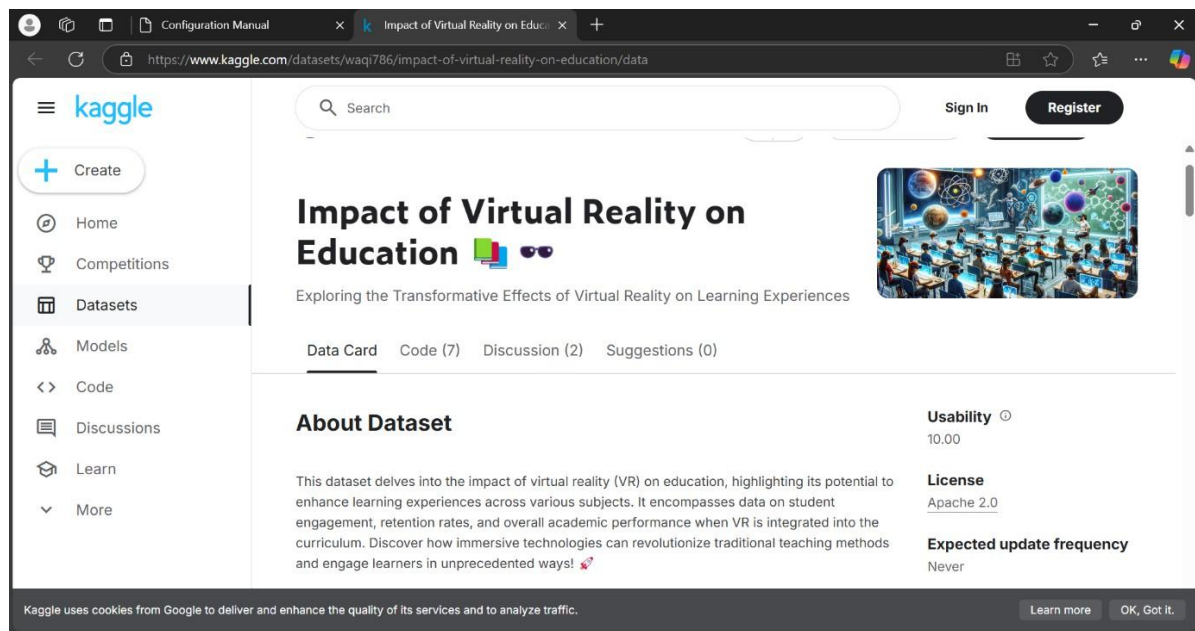 Configuration Manual
Impact of Virtual Reality on Educa
https://www.kaggle.com/datasets/waqi786/impact-of-virtual-reality-on-education/data
kaggle
Search
Sign In
Register
Create
Home
Competitions
Datasets
Models
Code
Discussions
Learn
More
Impact of Virtual Reality on
Education 📚 🕶️
Exploring the Transformative Effects of Virtual Reality on Learning Experiences
Data Card
Code (7)
Discussion (2)
Suggestions (0)
About Dataset
This dataset delves into the impact of virtual reality (VR) on education, highlighting its potential to
enhance learning experiences across various subjects. It encompasses data on student
engagement, retention rates, and overall academic performance when VR is integrated into the
curriculum. Discover how immersive technologies can revolutionize traditional teaching methods
and engage learners in unprecedented ways! 🚀
Usability
10.00
License
Apache 2.0
Expected update frequency
Never
Kaggle uses cookies from Google to deliver and enhance the quality of its services and to analyze traffic.
Learn more
OK, Got it.